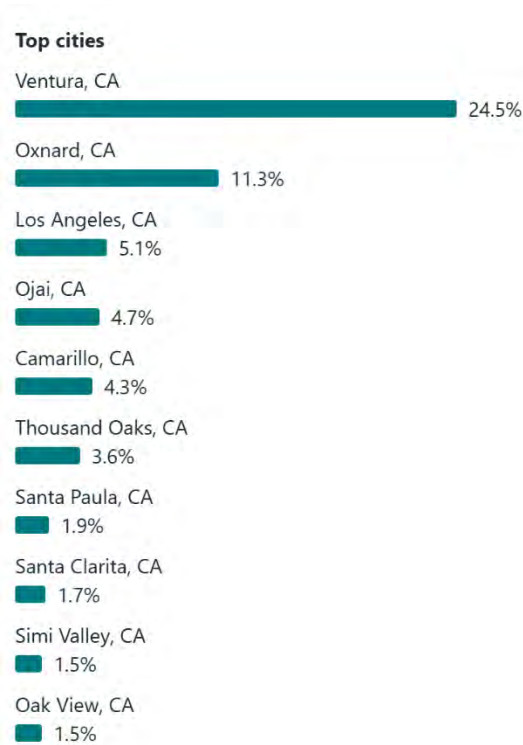 Top cities
Ventura, CA
24.5%
Oxnard, CA
11.3%
Los Angeles, CA
5.1%
Ojai, CA
4.7%
Camarillo, CA
4.3%
Thousand Oaks, CA
3.6%
Santa Paula, CA
1.9%
Santa Clarita, CA
1.7%
Simi Valley, CA
1.5%
Oak View, CA
1.5%